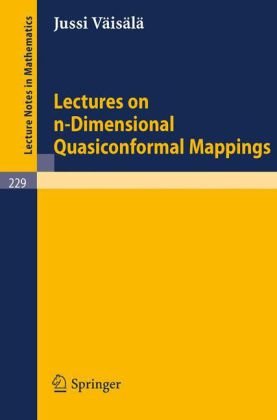 Jussi Väisälä
Lecture Notes in Mathematics
Lectures on
n-Dimensional
Quasiconformal Mappings
229
Springer